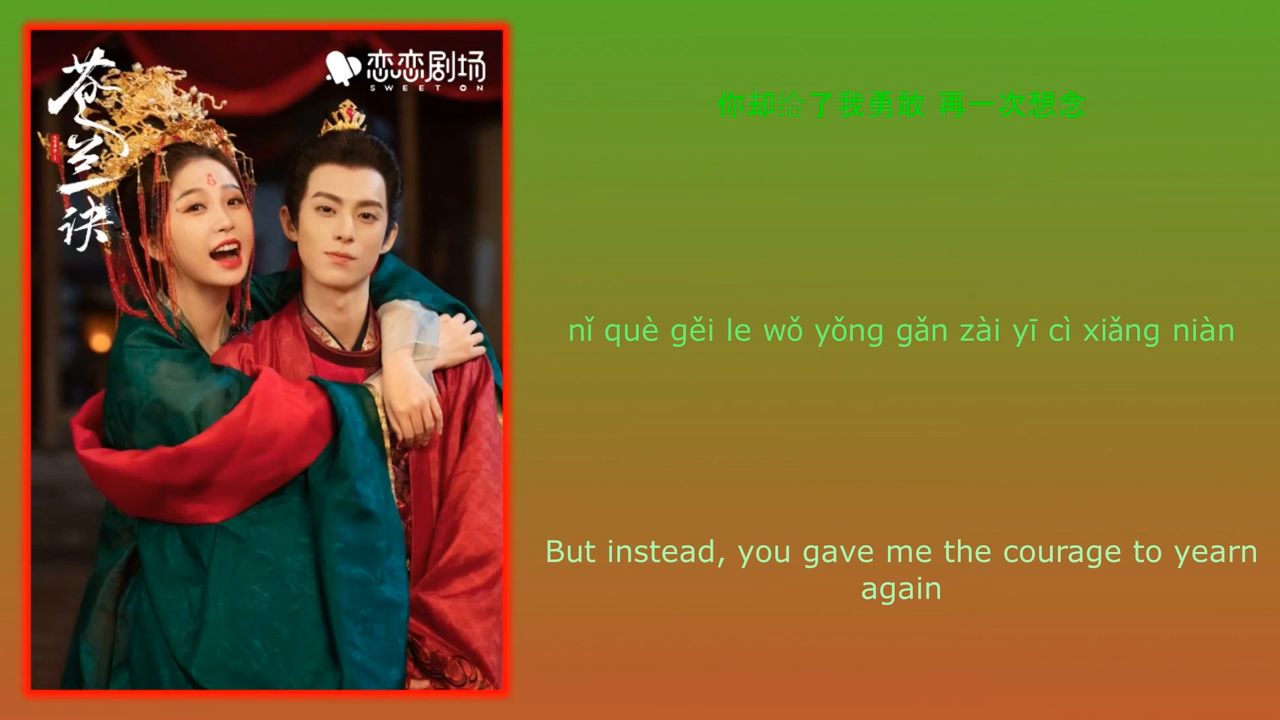 苍兰诀
恋恋剧场
SWEET ON
你却给了我勇敢 再一次想念
nǐ què gěi le wǒ yǒng gǎn zài yī cì xiǎng niàn
But instead, you gave me the courage to yearn
again